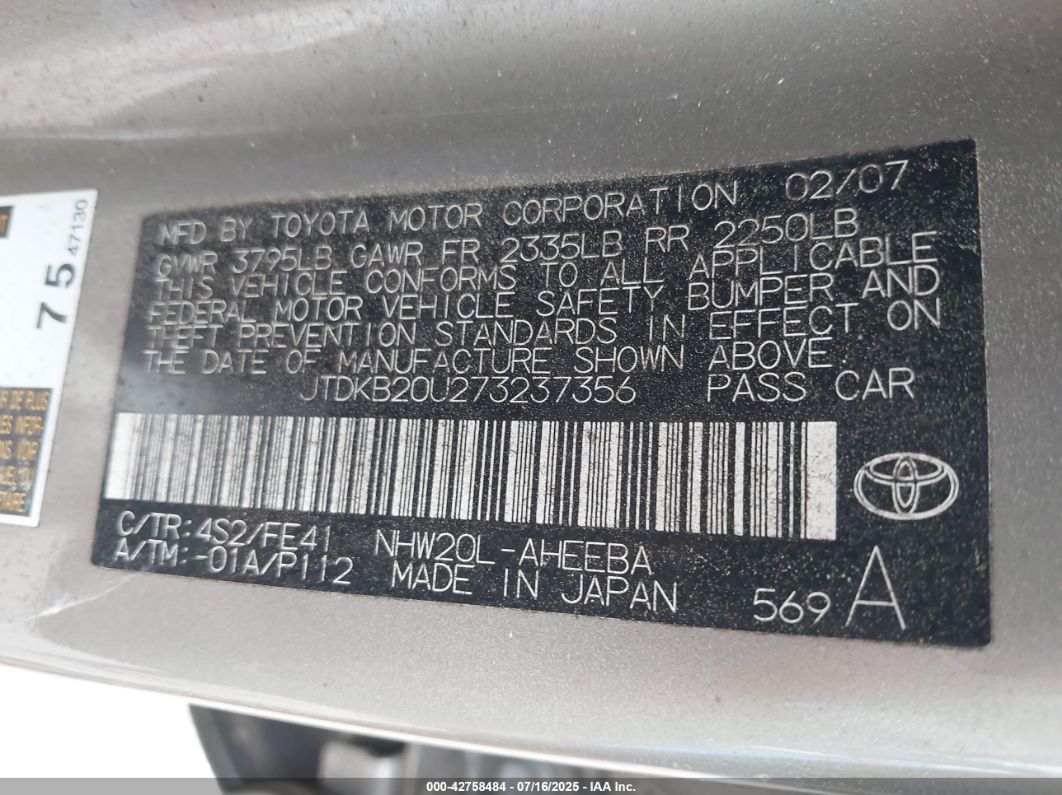 MFD BY TOYOTA MOTOR CORPORATION 02/07
GVWR 3795LB GAWR FR 2335LB RR 2250LB
THIS VEHICLE CONFORMS TO ALL APPLICABLE
FEDERAL MOTOR VEHICLE SAFETY BUMPER AND
THEFT PREVENTION STANDARDS IN EFFECT ON
THE DATE OF MANUFACTURE SHOWN ABOVE.
JTDKB20U273237356 PASS CAR
C/TR:4S2/FE41 NHW20L-AHEEBA
A/TM:-01A/P112 MADE IN JAPAN
569 A
75
47130
DE PLUS
000-42758484 - 07/16/2025 - IAA Inc.